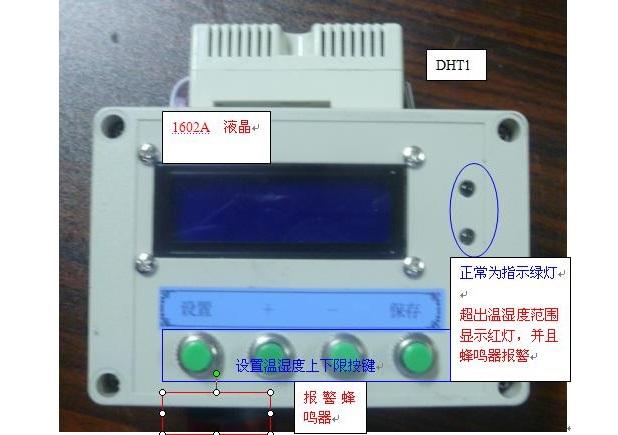 DHT1
1602A 液晶
正常为指示绿灯
超出温湿度范围
显示红灯，并且
蜂鸣器报警
设置 + － 保存
设置温湿度上下限按键
报 警 蜂
鸣器